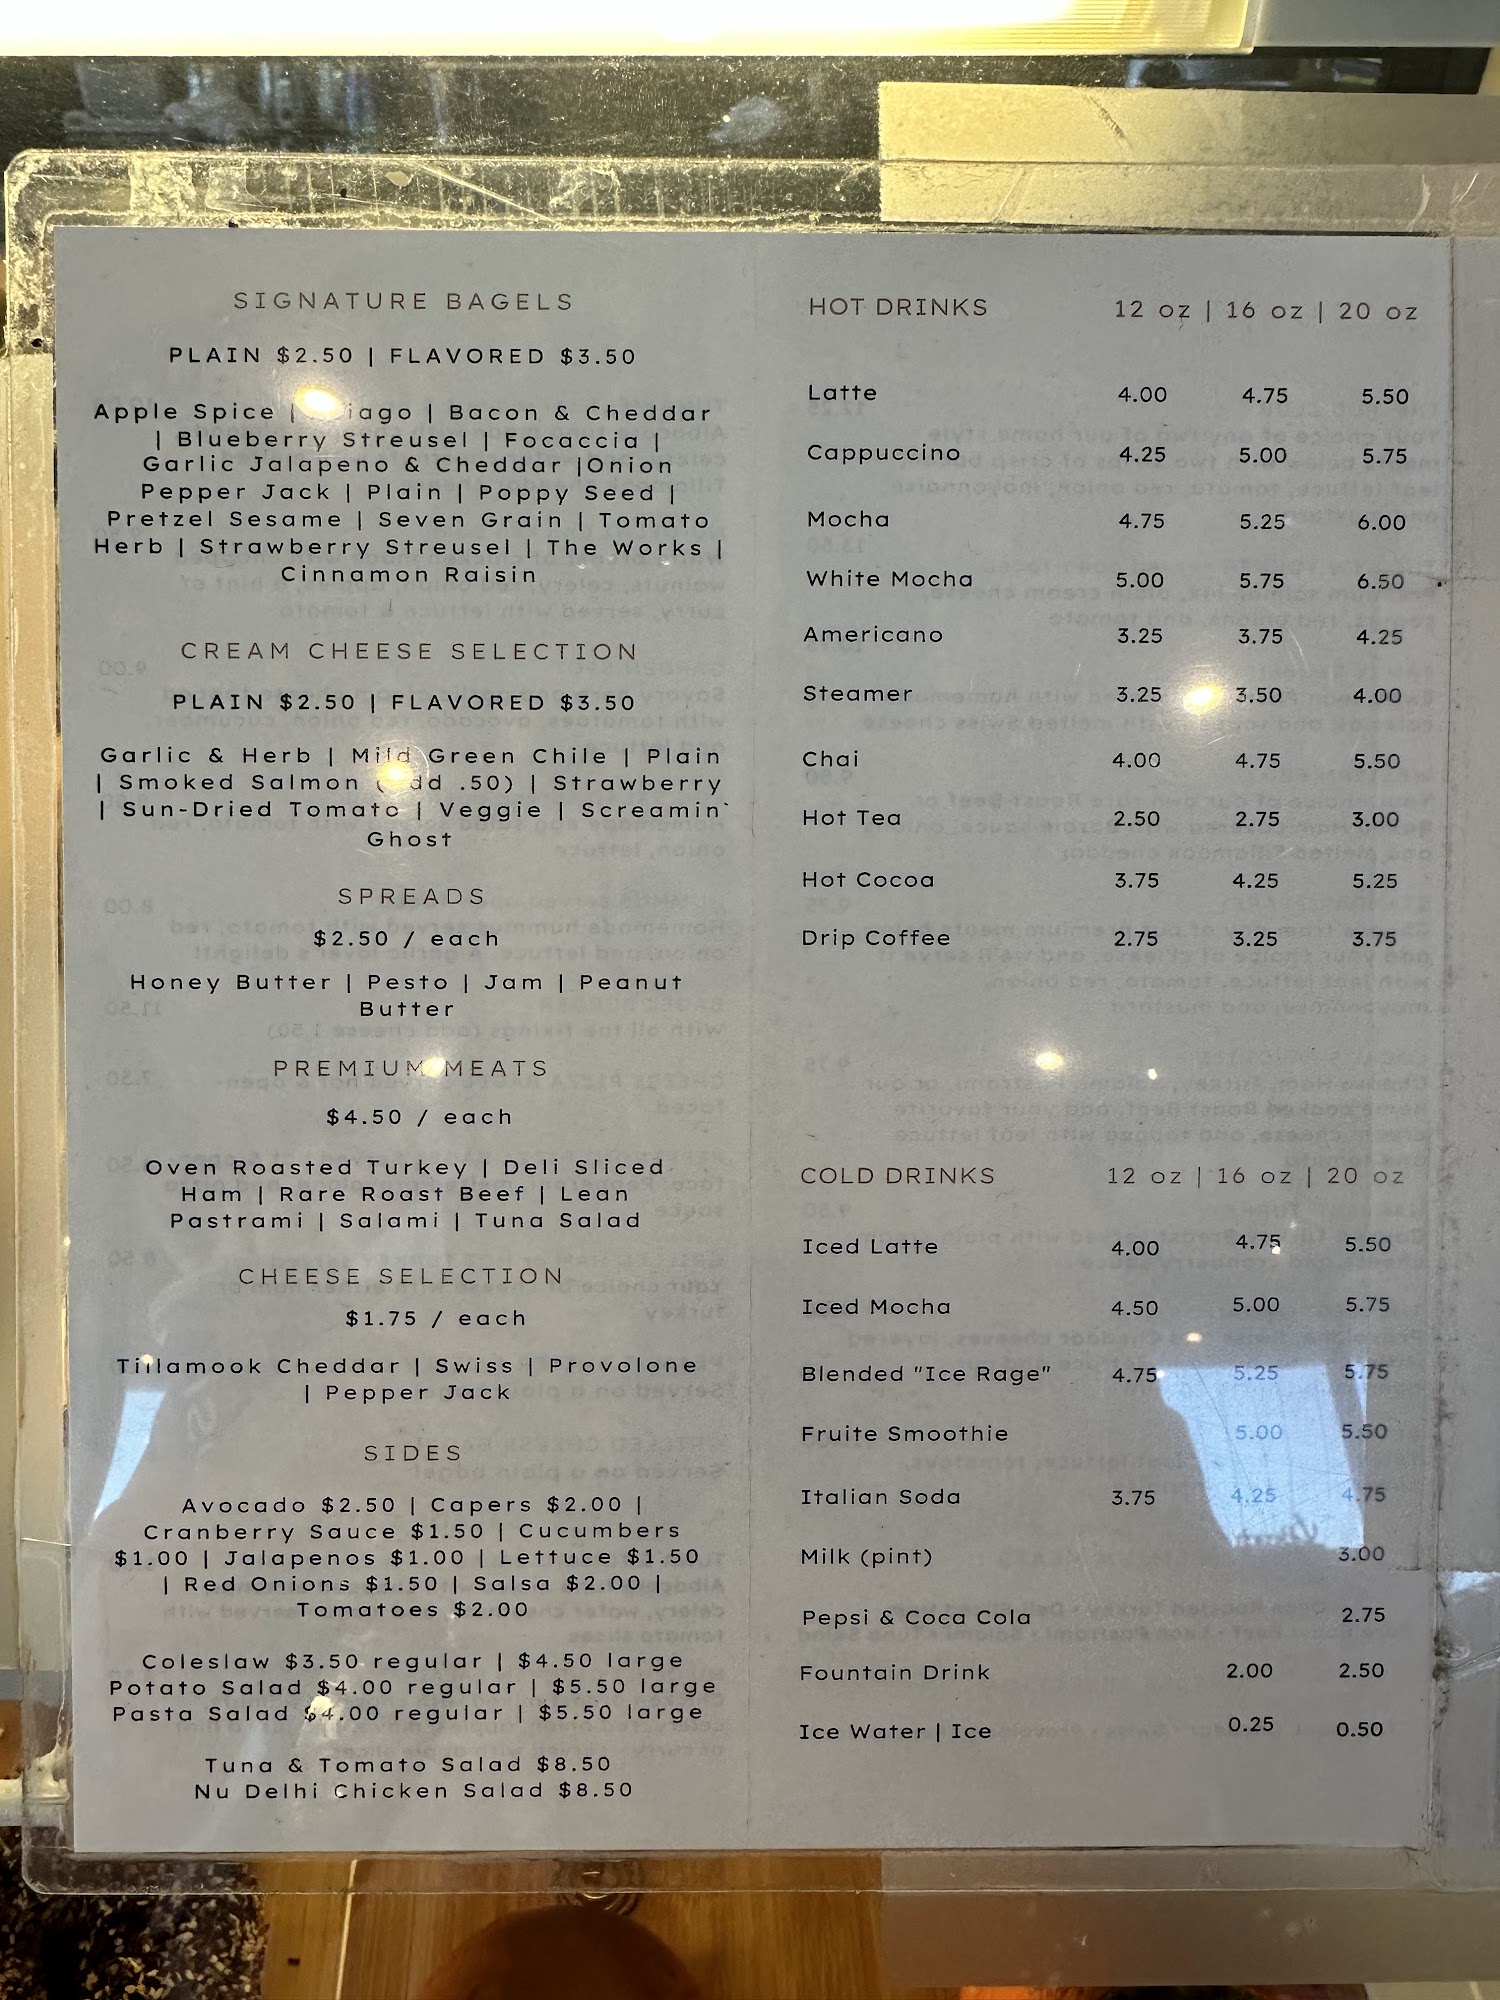 SIGNATURE BAGELS
PLAIN $2.50 | FLAVORED $3.50
Apple Spice | iago | Bacon & Cheddar
| Blueberry Streusel | Focaccia |
Garlic Jalapeno & Cheddar |Onion
Pepper Jack | Plain | Poppy Seed |
Pretzel Sesame | Seven Grain | Tomato
Herb | Strawberry Streusel | The Works |
Cinnamon Raisin
CREAM CHEESE SELECTION
PLAIN $2.50 | FLAVORED $3.50
Garlic & Herb | Mild Green Chile | Plain
| Smoked Salmon (add .50) | Strawberry
| Sun-Dried Tomato | Veggie | Screamin`
Ghost
SPREADS
$2.50 / each
Honey Butter | Pesto | Jam | Peanut
Butter
PREMIUM MEATS
$4.50 / each
Oven Roasted Turkey | Deli Sliced
Ham | Rare Roast Beef | Lean
Pastrami | Salami | Tuna Salad
CHEESE SELECTION
$1.75 / each
Tillamook Cheddar | Swiss | Provolone
| Pepper Jack
SIDES
Avocado $2.50 | Capers $2.00 |
Cranberry Sauce $1.50 | Cucumbers
$1.00 | Jalapenos $1.00 | Lettuce $1.50
| Red Onions $1.50 | Salsa $2.00 |
Tomatoes $2.00
Coleslaw $3.50 regular | $4.50 large
Potato Salad $4.00 regular | $5.50 large
Pasta Salad $4.00 regular | $5.50 large
Tuna & Tomato Salad $8.50
Nu Delhi Chicken Salad $8.50
HOT DRINKS 12 oz | 16 oz | 20 oz
Latte 4.00 4.75 5.50
Cappuccino 4.25 5.00 5.75
Mocha 4.75 5.25 6.00
White Mocha 5.00 5.75 6.50
Americano 3.25 3.75 4.25
Steamer 3.25 3.50 4.00
Chai 4.00 4.75 5.50
Hot Tea 2.50 2.75 3.00
Hot Cocoa 3.75 4.25 5.25
Drip Coffee 2.75 3.25 3.75
COLD DRINKS 12 oz | 16 oz | 20 oz
Iced Latte 4.00 4.75 5.50
Iced Mocha 4.50 5.00 5.75
Blended "Ice Rage" 4.75 5.25 5.75
Fruite Smoothie 5.00 5.50
Italian Soda 3.75 4.25 4.75
Milk (pint) 3.00
Pepsi & Coca Cola 2.75
Fountain Drink 2.00 2.50
Ice Water | Ice 0.25 0.50